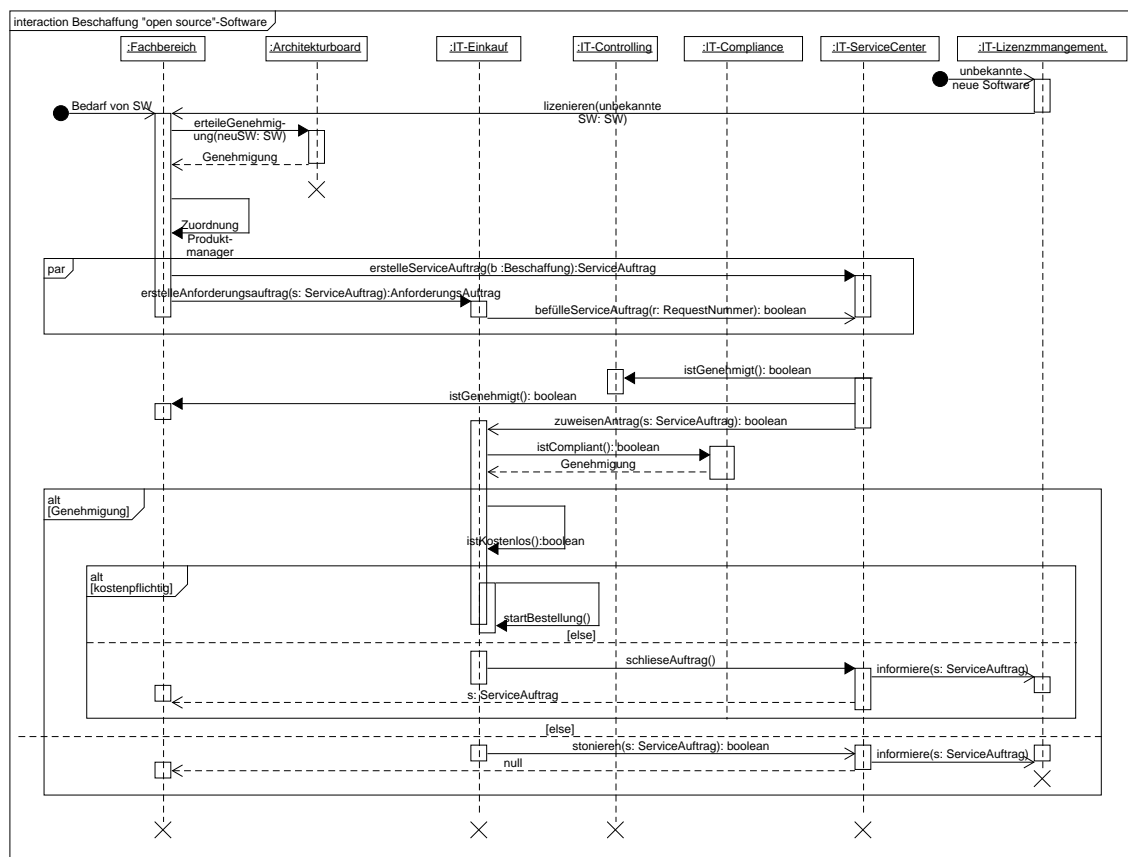 interaction Beschaffung "open source"-Software
:Fachbereich
:Architekturboard
:IT-Einkauf
:IT-Controlling
:IT-Compliance
:IT-ServiceCenter
:IT-Lizenzmmangement.
unbekannte
neue Software
Bedarf von SW
lizenieren(unbekannte
SW: SW)
erteileGenehmig-
ung(neuSW: SW)
Genehmigung
Zuordnung
Produkt-
manager
par
erstelleServiceAuftrag(b :Beschaffung):ServiceAuftrag
erstelleAnforderungsauftrag(s: ServiceAuftrag):AnforderungsAuftrag
befülleServiceAuftrag(r: RequestNummer): boolean
istGenehmigt(): boolean
istGenehmigt(): boolean
zuweisenAntrag(s: ServiceAuftrag): boolean
istCompliant(): boolean
Genehmigung
alt
[Genehmigung]
istKostenlos():boolean
alt
[kostenpflichtig]
startBestellung()
[else]
schlieseAuftrag()
informiere(s: ServiceAuftrag)
s: ServiceAuftrag
[else]
stonieren(s: ServiceAuftrag): boolean
informiere(s: ServiceAuftrag)
null